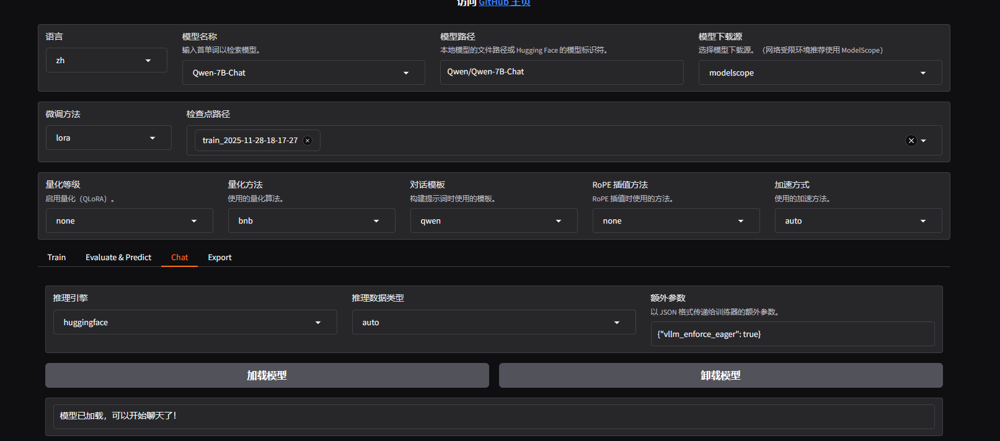 访问 GitHub 主页
语言
模型名称
模型路径
模型下载源
输入首单词以检索模型。
本地模型的文件路径或 Hugging Face 的模型标识符。
选择模型下载源。（网络受限环境推荐使用 ModelScope）
zh
Qwen-7B-Chat
Qwen/Qwen-7B-Chat
modelscope
微调方法
检查点路径
lora
train_2025-11-28-18-17-27
量化等级
量化方法
对话模板
RoPE 插值方法
加速方式
启用量化（QLoRA）。
使用的量化算法。
构建提示词时使用的模板。
RoPE 插值时使用的方法。
使用的加速方法。
none
bnb
qwen
none
auto
Train
Evaluate & Predict
Chat
Export
推理引擎
推理数据类型
额外参数
以 JSON 格式传递给训练器的额外参数。
huggingface
auto
{"vllm_enforce_eager": true}
加载模型
卸载模型
模型已加载，可以开始聊天了！